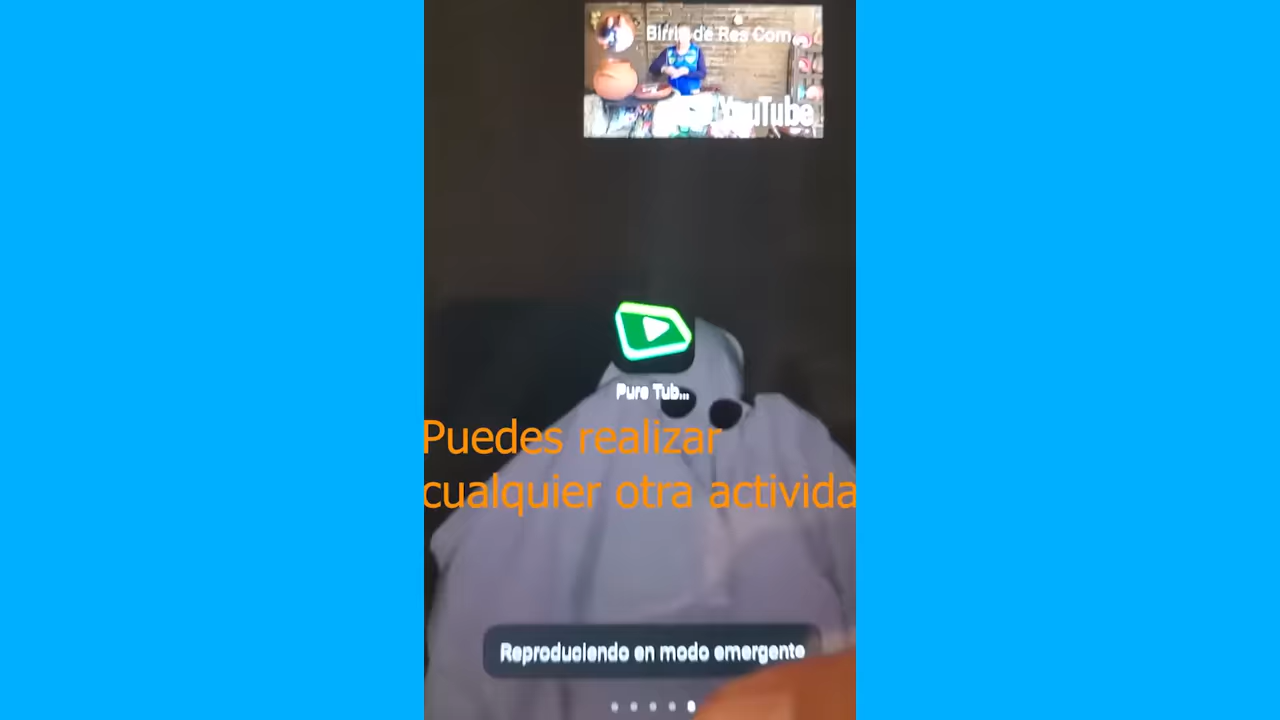 Birria de Res Com...
YouTube
Pure Tub...
Puedes realizar
cualquier otra activida
Reproduciendo en modo emergente